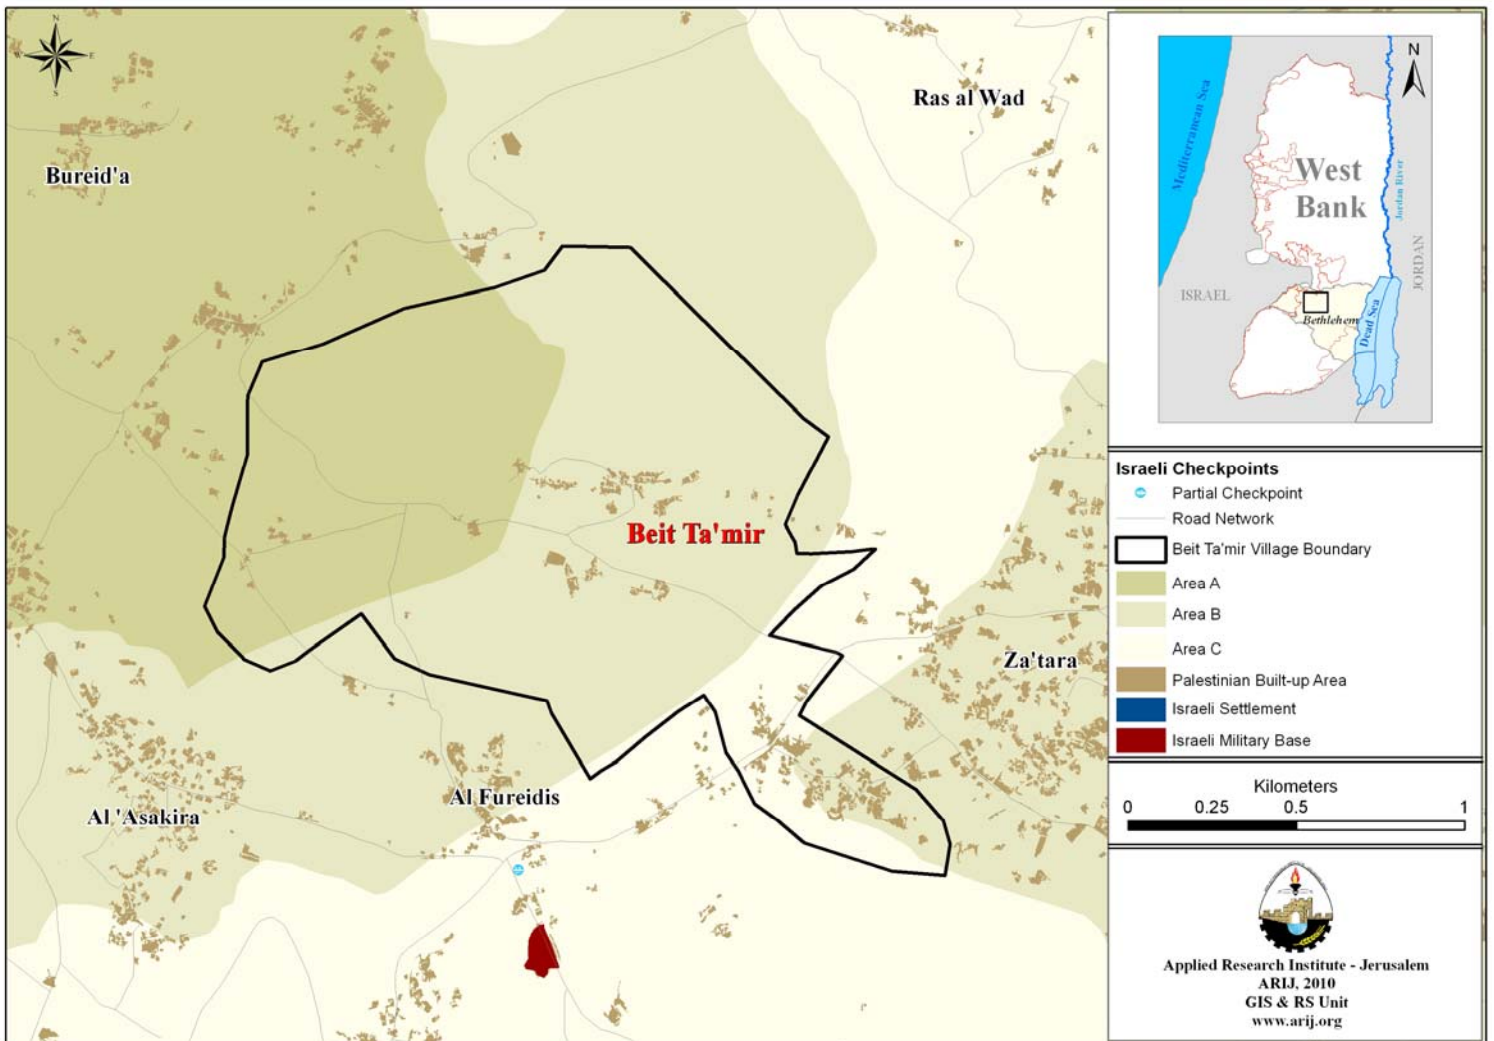 N
W
E
S
Ras al Wad
Bureid'a
Beit Ta'mir
Za'tara
Al Fureidis
Al 'Asakira
N
Mediterranean Sea
West
Bank
Jordan River
JORDAN
ISRAEL
Bethlehem
Dead Sea
Israeli Checkpoints
Partial Checkpoint
Road Network
Beit Ta'mir Village Boundary
Area A
Area B
Area C
Palestinian Built-up Area
Israeli Settlement
Israeli Military Base
Kilometers
0 0.25 0.5 1
Applied Research Institute - Jerusalem
ARIJ, 2010
GIS & RS Unit
www.arij.org